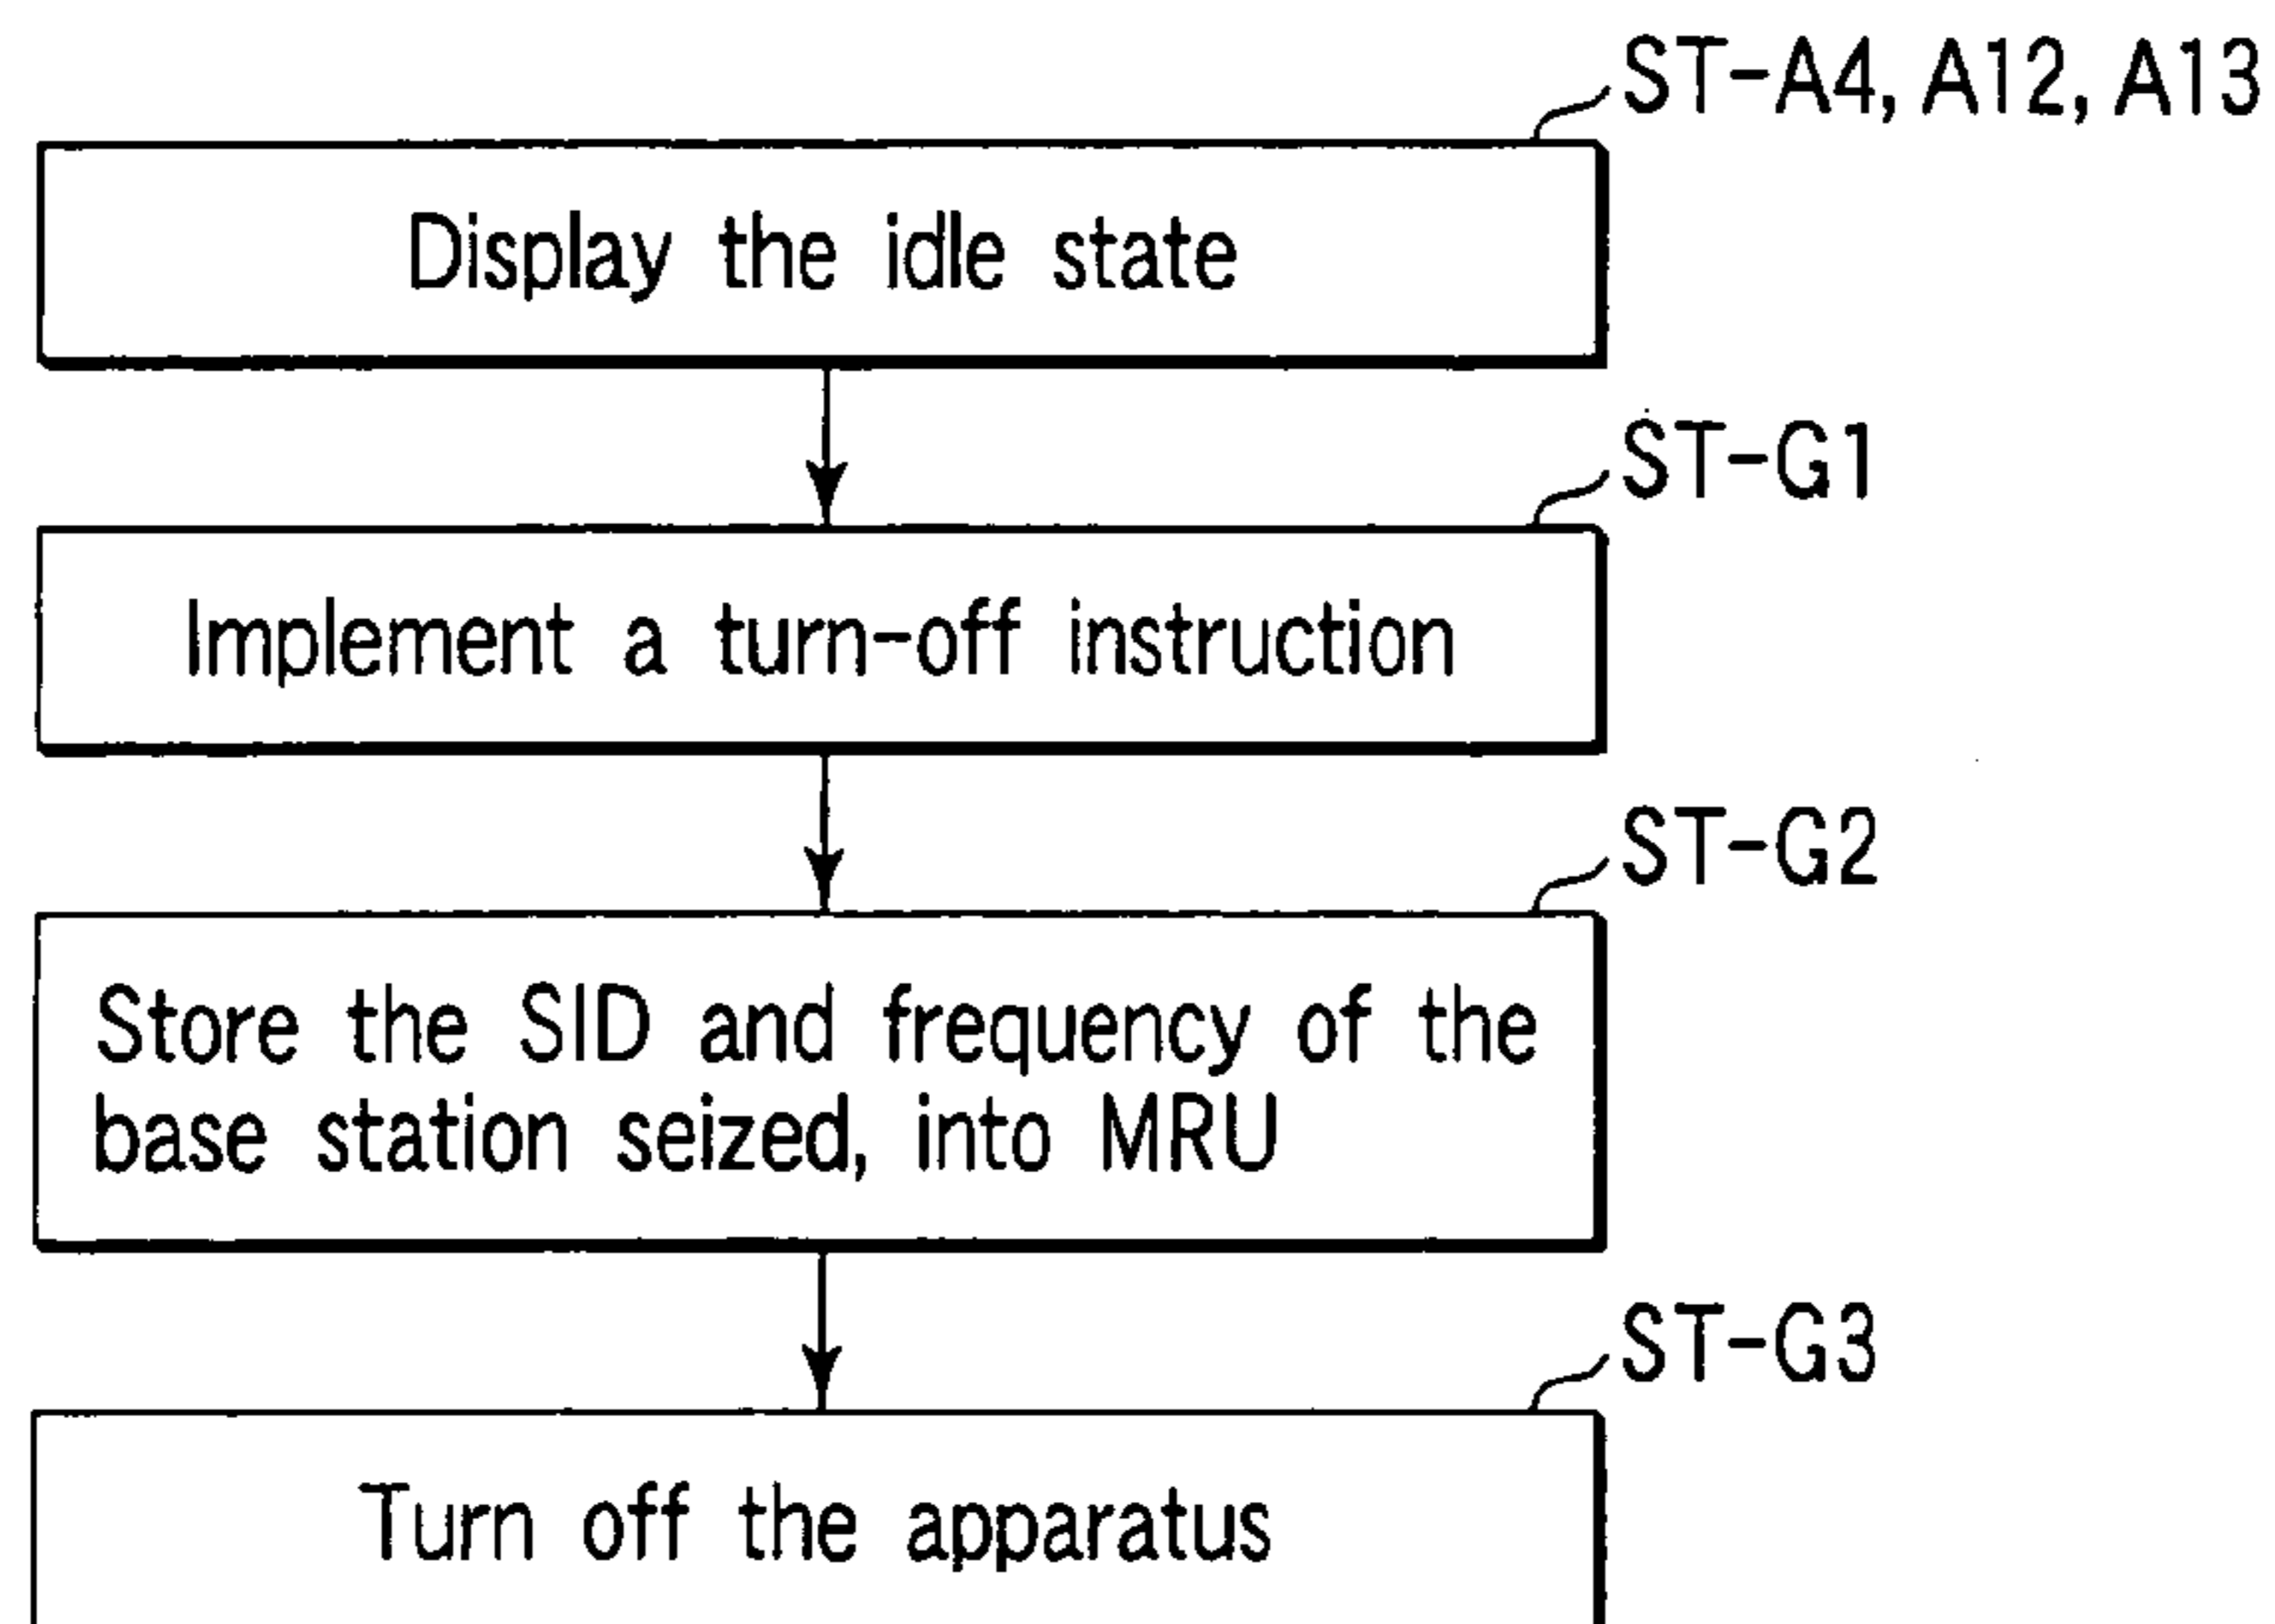 ST-A4, A12, A13
Display the idle state
ST-G1
Implement a turn-off instruction
ST-G2
Store the SID and frequency of the
base station seized, into MRU
ST-G3
Turn off the apparatus